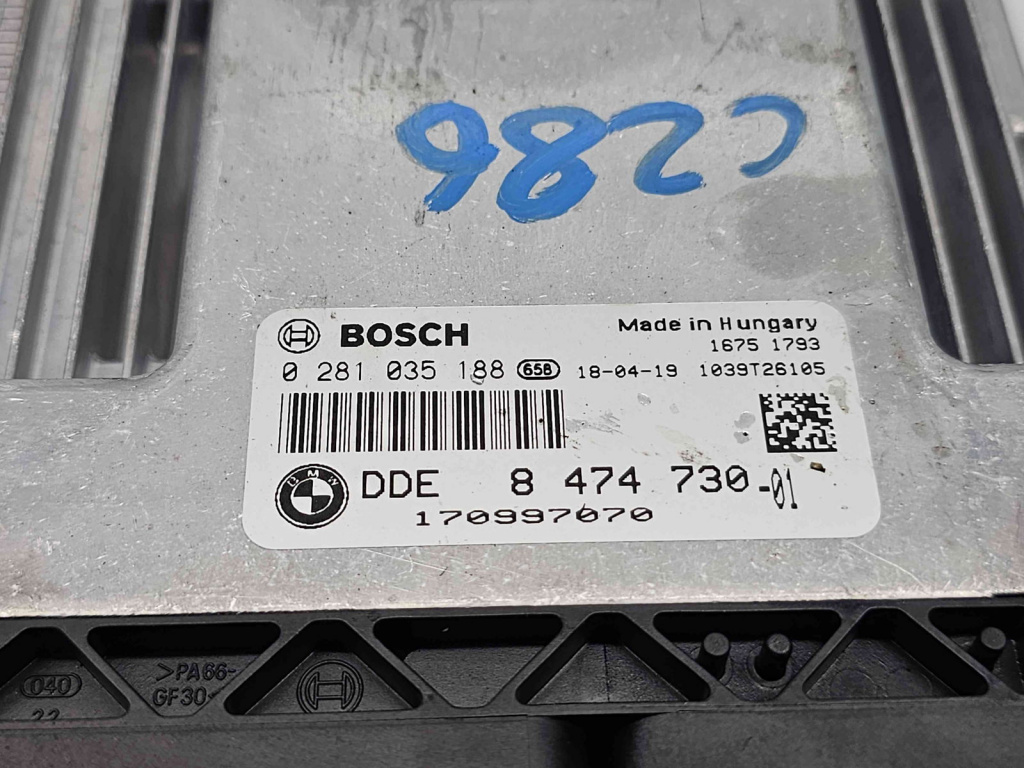 C286
BOSCH
Made in Hungary
1675 1793
0 281 035 188 658 18-04-19 1039T26105
BMW
DDE 8 474 730-01
170997070
>PA66-
GF30
040